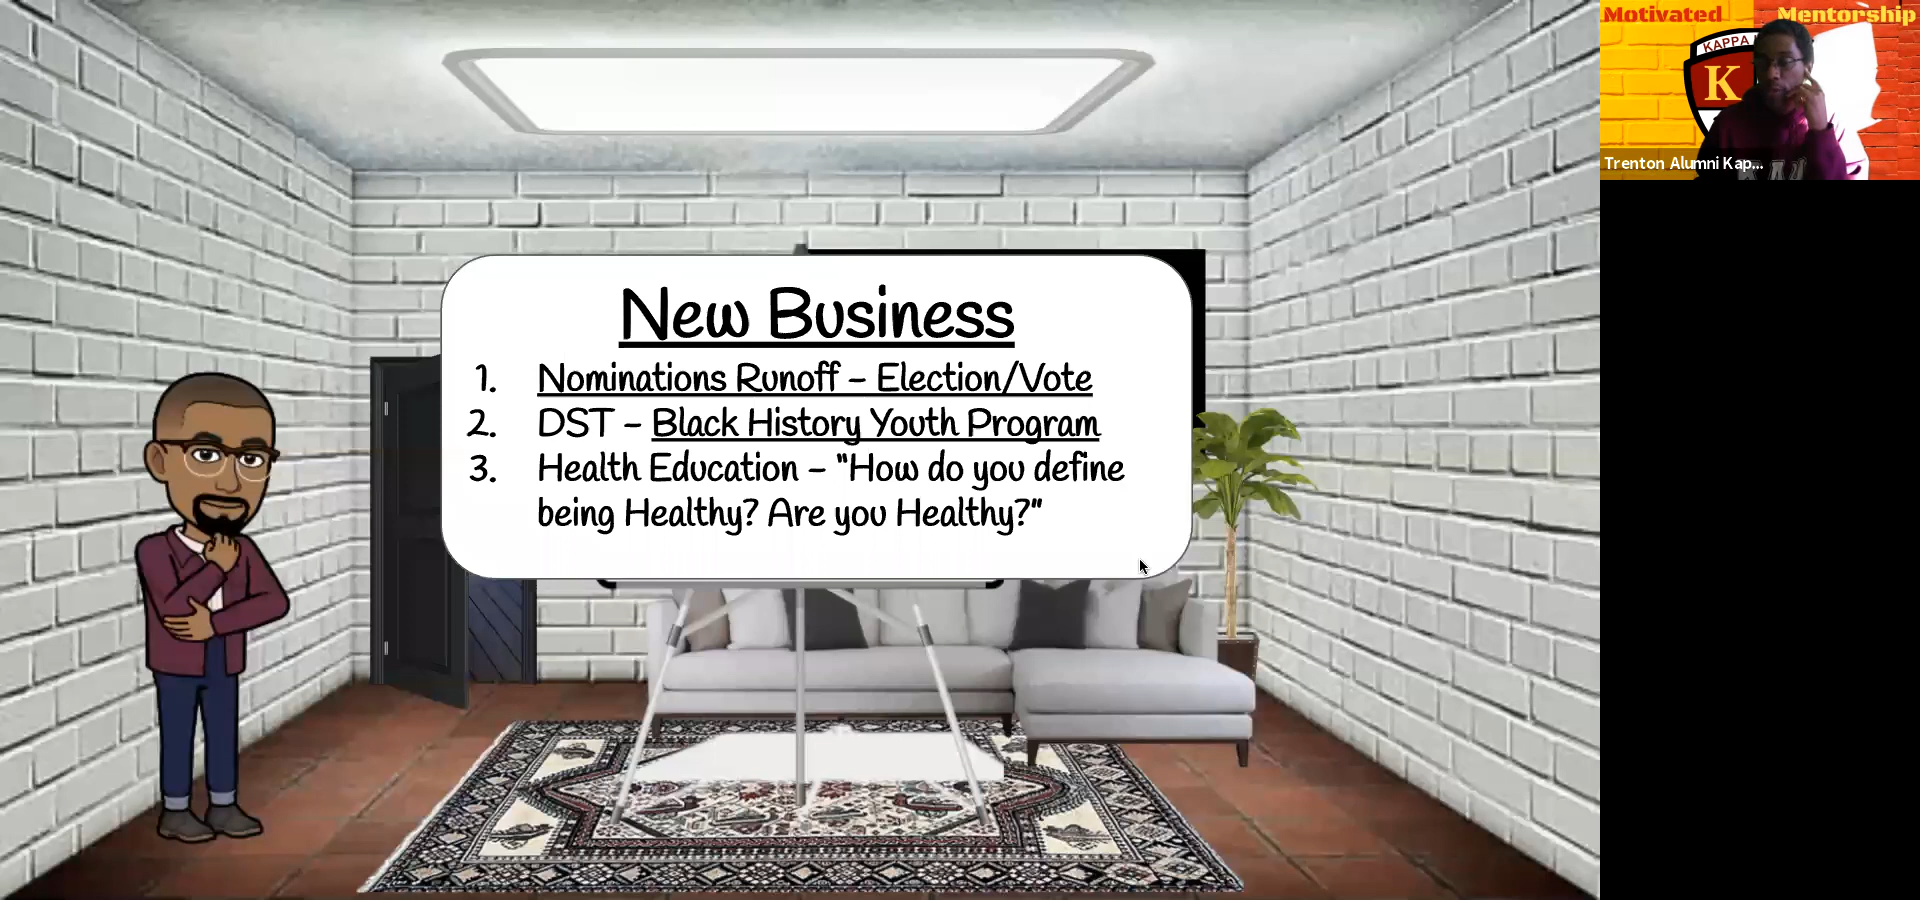 New Business
1. Nominations Runoff – Election/Vote
2. DST – Black History Youth Program
3. Health Education – "How do you define
being Healthy? Are you Healthy?"
Motivated Mentorship
KAPPA
K
Trenton Alumni Kap...